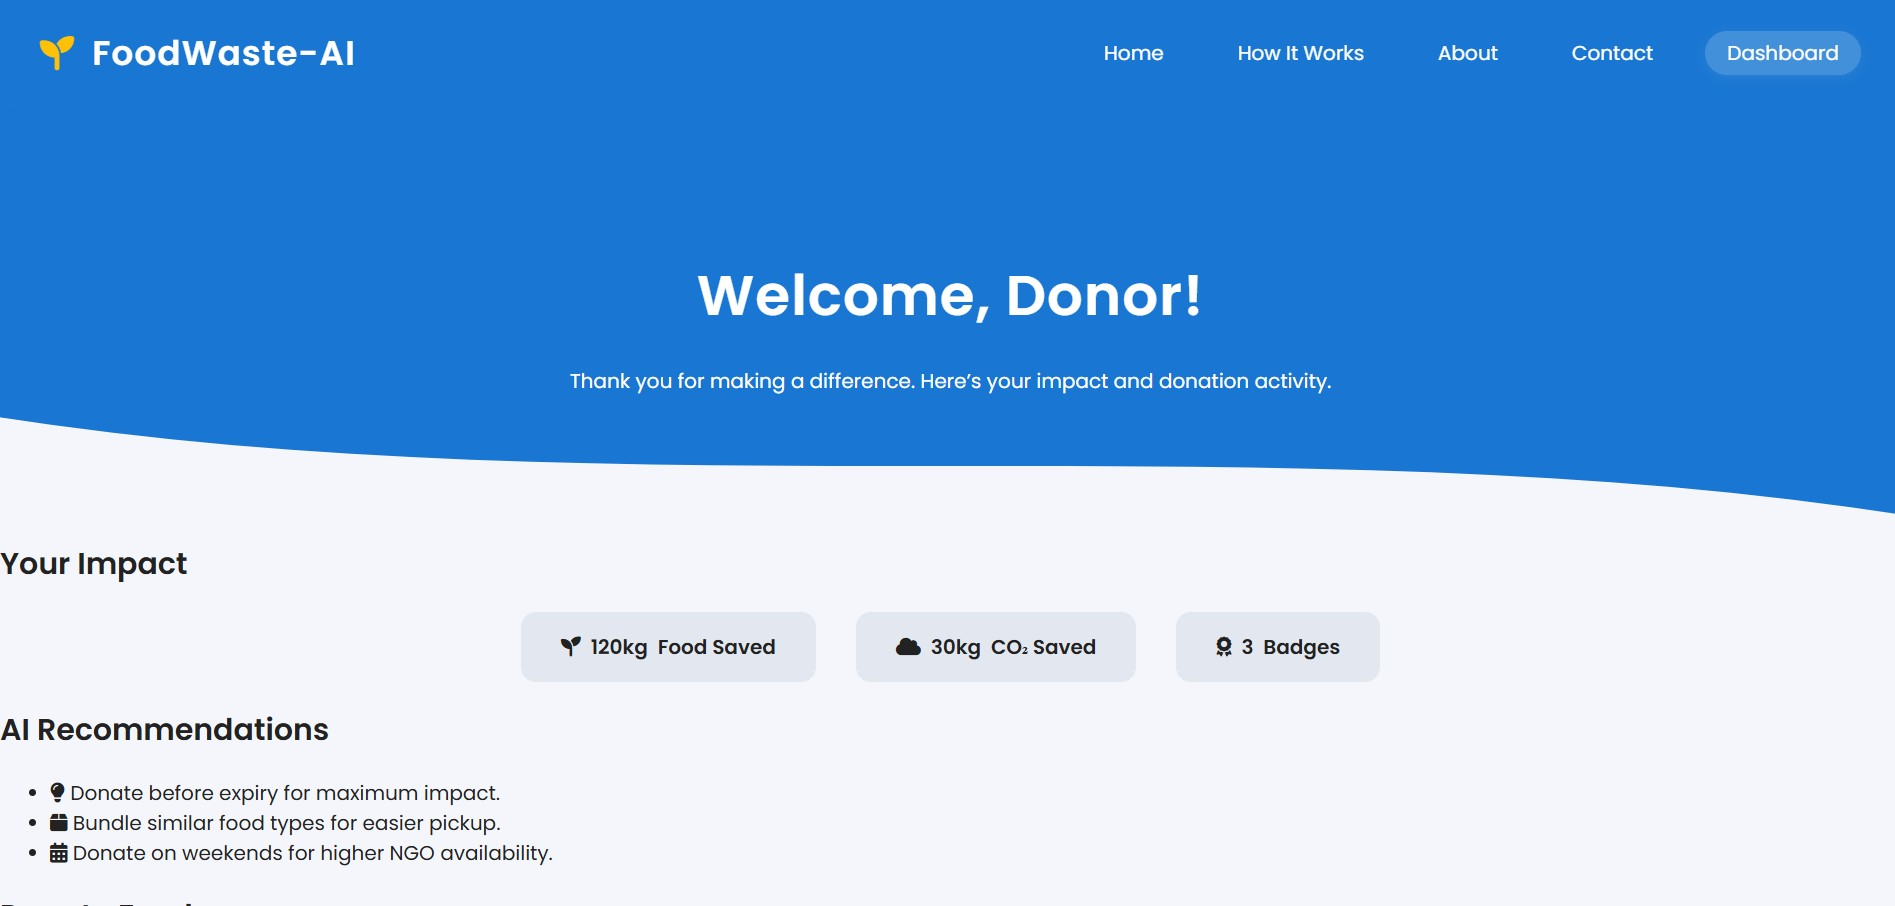 FoodWaste-AI
Home How It Works About Contact Dashboard
Welcome, Donor!
Thank you for making a difference. Here’s your impact and donation activity.
Your Impact
120kg Food Saved 30kg CO₂ Saved 3 Badges
AI Recommendations
Donate before expiry for maximum impact.
Bundle similar food types for easier pickup.
Donate on weekends for higher NGO availability.